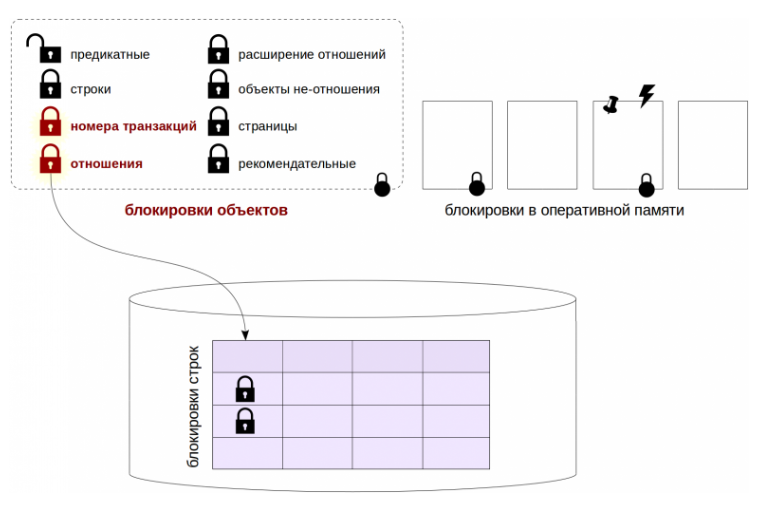 предикатные
расширение отношений
строки
объекты не-отношения
номера транзакций
страницы
отношения
рекомендательные
блокировки объектов
блокировки в оперативной памяти
блокировки строк